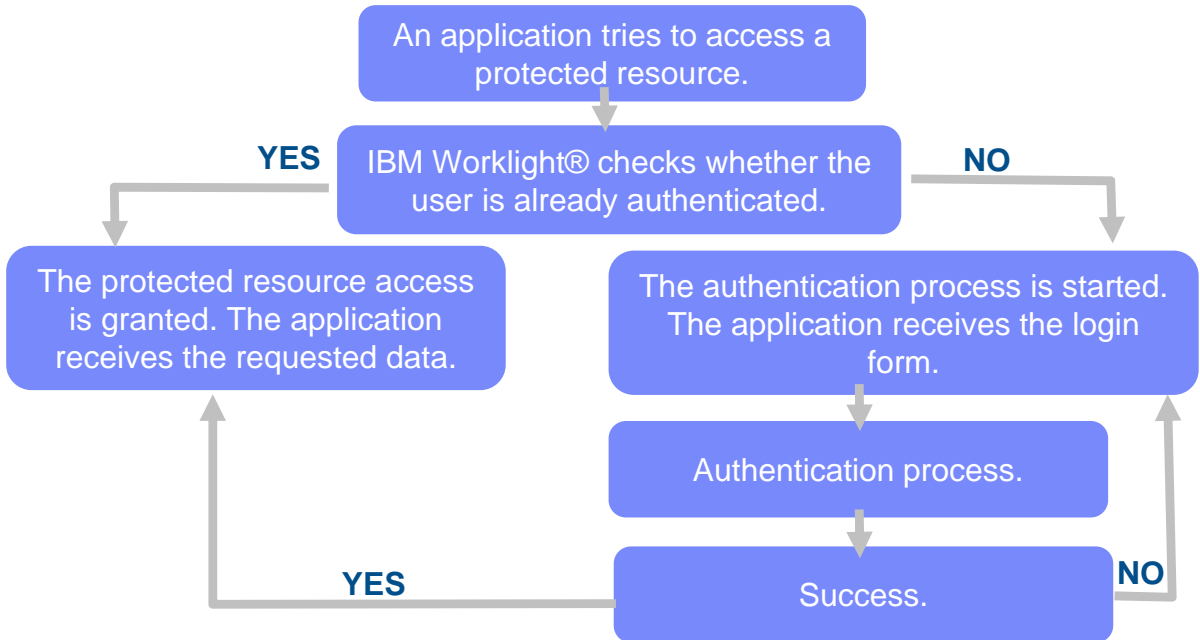 An application tries to access a
protected resource.
YES
IBM Worklight® checks whether the
user is already authenticated.
NO
The protected resource access
is granted. The application
receives the requested data.
The authentication process is started.
The application receives the login
form.
Authentication process.
YES
Success.
NO